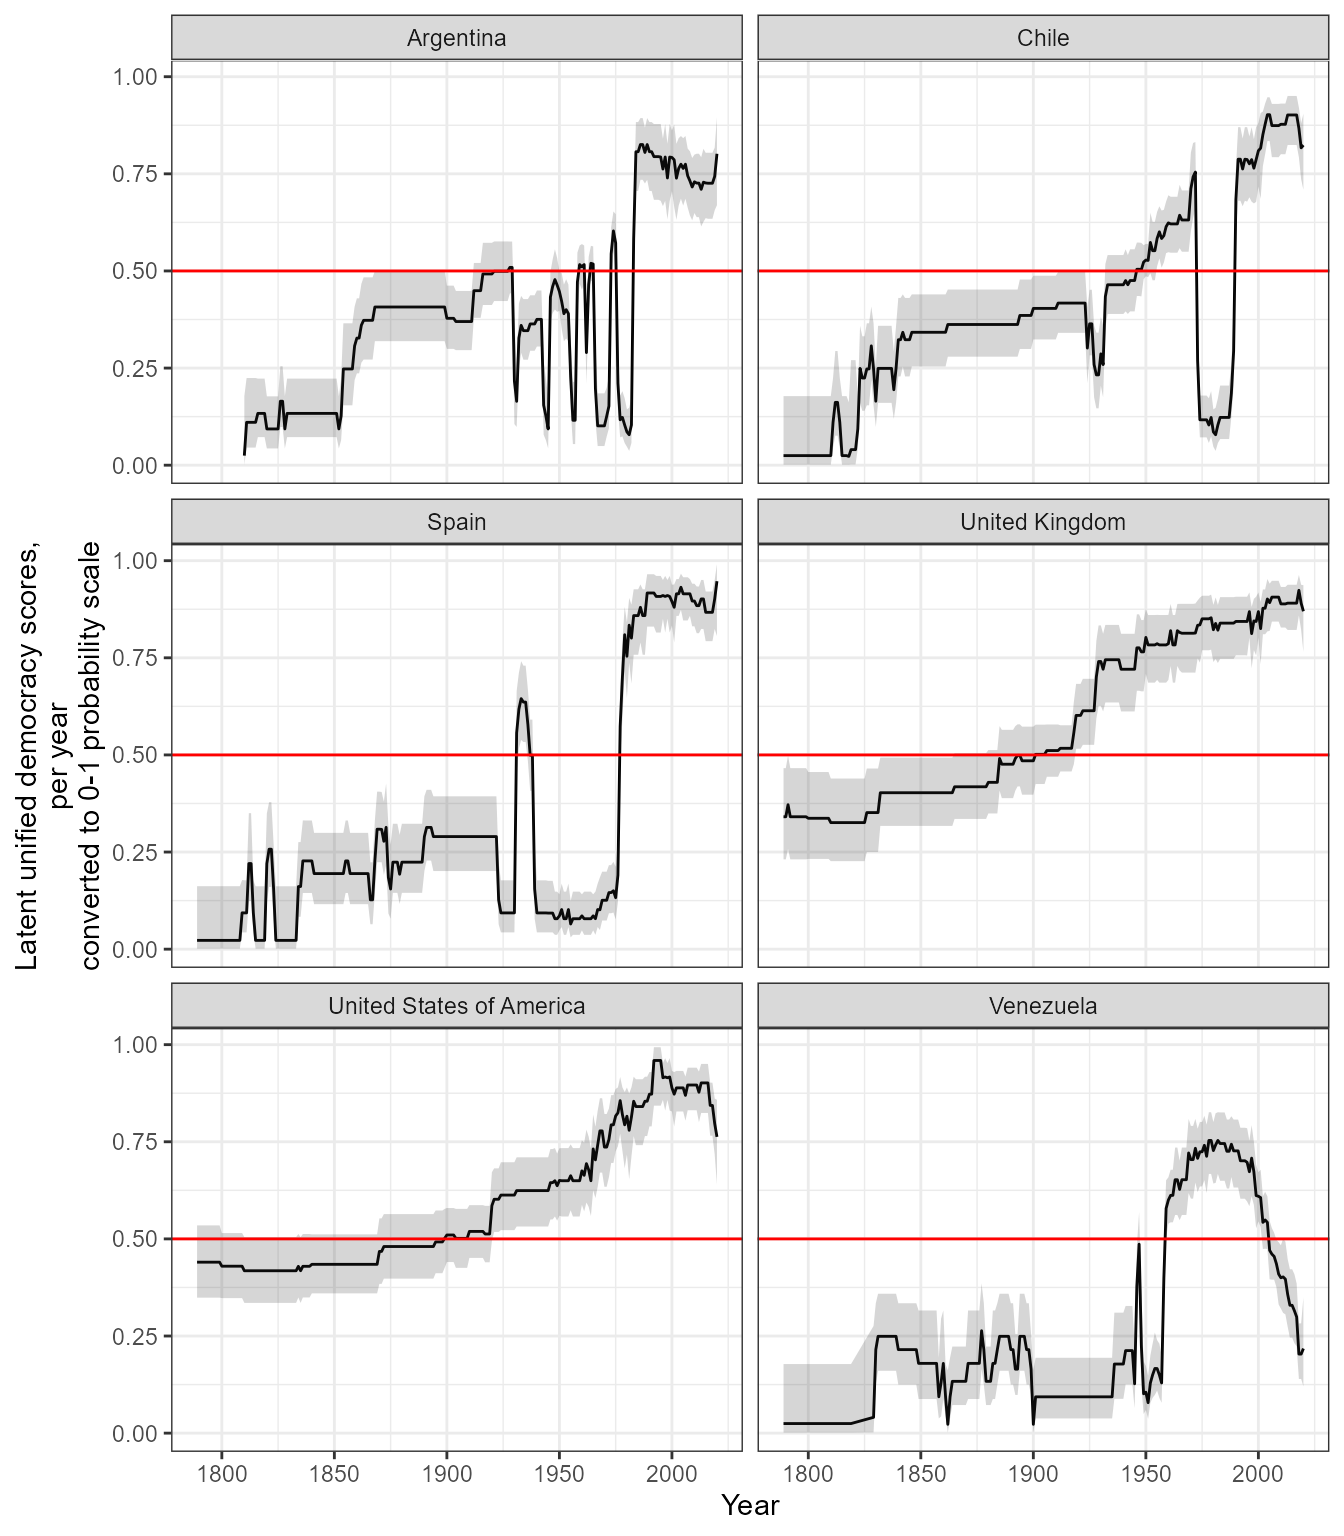 Argentina
Chile
1.00
0.75
0.50
0.25
0.00
Spain
United Kingdom
1.00
0.75
0.50
0.25
0.00
Latent unified democracy scores,
per year
converted to 0-1 probability scale
United States of America
Venezuela
1.00
0.75
0.50
0.25
0.00
1800 1850 1900 1950 2000
1800 1850 1900 1950 2000
Year